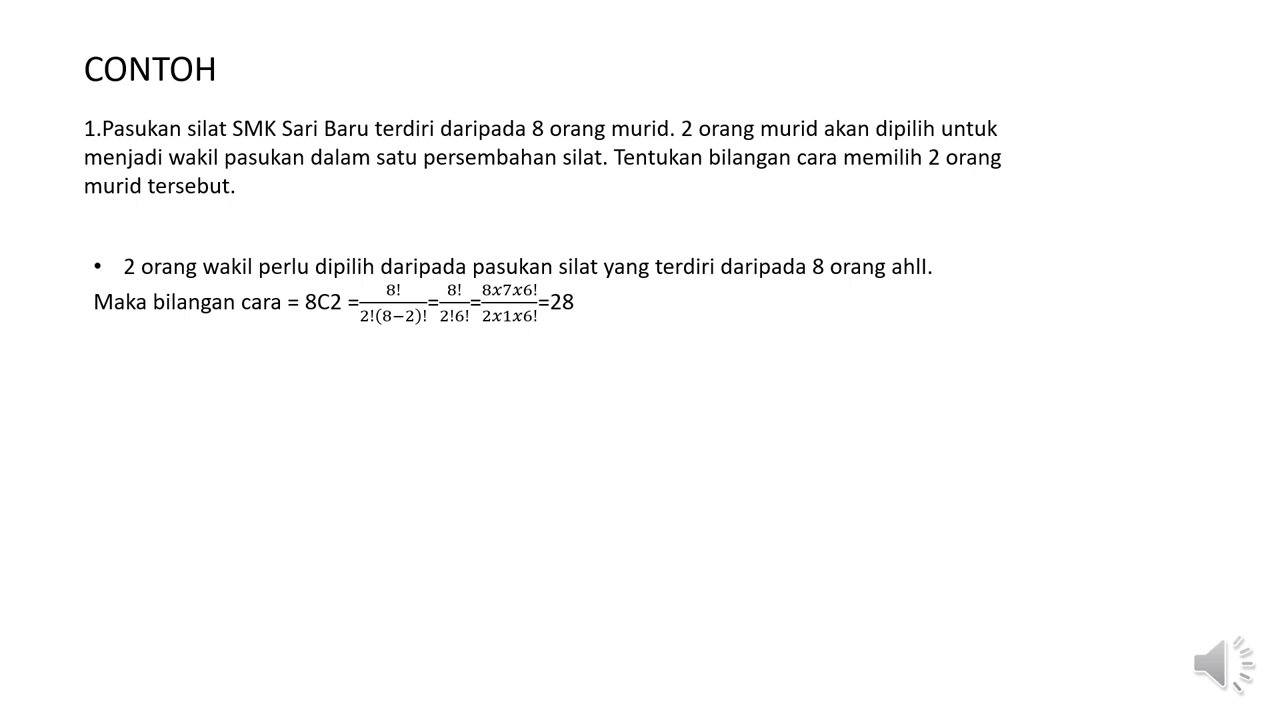 CONTOH
1.Pasukan silat SMK Sari Baru terdiri daripada 8 orang murid. 2 orang murid akan dipilih untuk
menjadi wakil pasukan dalam satu persembahan silat. Tentukan bilangan cara memilih 2 orang
murid tersebut.
• 2 orang wakil perlu dipilih daripada pasukan silat yang terdiri daripada 8 orang ahlI.
Maka bilangan cara = 8C2 =8!/2!(8−2)!=8!/2!6!=8x7x6!/2x1x6!=28